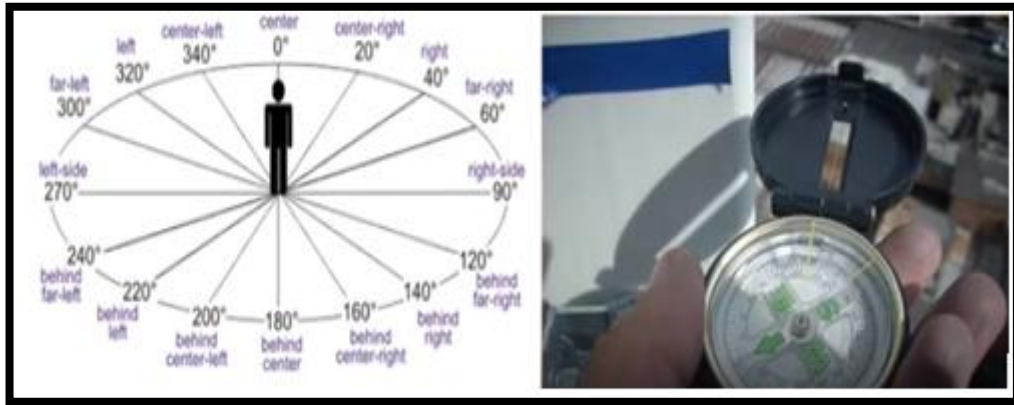 center
0°
center-left
340°
center-right
20°
left
320°
right
40°
far-left
300°
far-right
60°
left-side
270°
right-side
90°
240°
behind
far-left
120°
behind
far-right
220°
behind
left
140°
behind
right
200°
behind
center-left
180°
behind
center
160°
behind
center-right